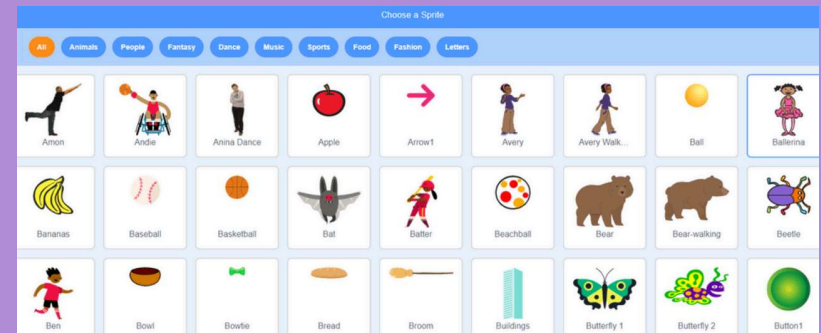 Choose a Sprite
All Animals People Fantasy Dance Music Sports Food Fashion Letters
Amon Andie Anina Dance Apple Arrow1 Avery Avery Walk... Ball Ballerina
Bananas Baseball Basketball Bat Batter Beachball Bear Bear-walking Beetle
Ben Bowl Bowtie Bread Broom Buildings Butterfly 1 Butterfly 2 Button1